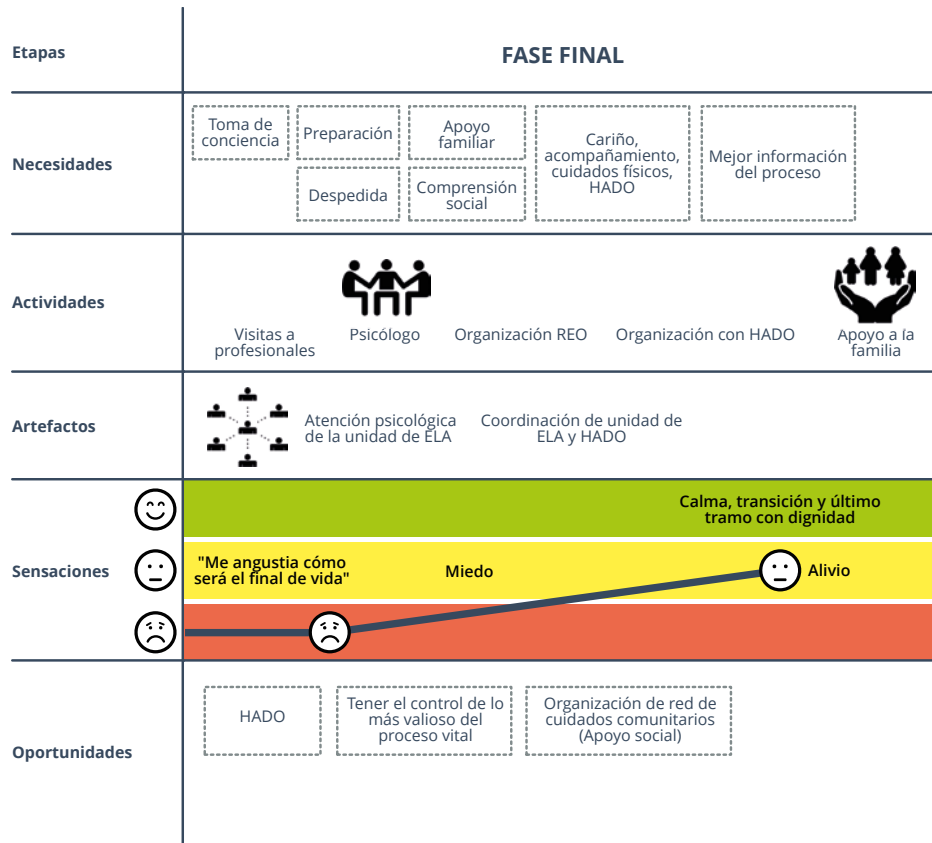 Etapas
FASE FINAL
Necesidades
Toma de
conciencia
Preparación
Despedida
Apoyo
familiar
Comprensión
social
Cariño,
acompañamiento,
cuidados físicos,
HADO
Mejor información
del proceso
Actividades
Visitas a
profesionales
Psicólogo
Organización REO
Organización con HADO
Apoyo a la
familia
Artefactos
Atención psicológica
de la unidad de ELA
Coordinación de unidad de
ELA y HADO
Sensaciones
Calma, transición y último
tramo con dignidad
"Me angustia cómo
será el final de vida"
Miedo
Alivio
Oportunidades
HADO
Tener el control de lo
más valioso del
proceso vital
Organización de red de
cuidados comunitarios
(Apoyo social)